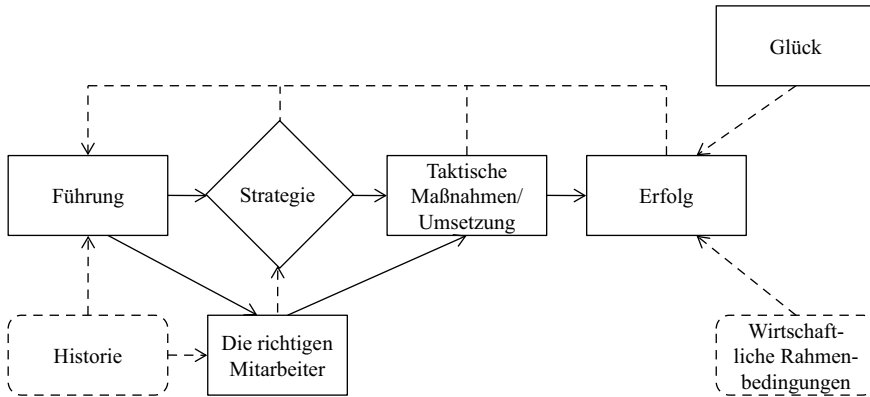 Glück
Führung
Strategie
Taktische
Maßnahmen/
Umsetzung
Erfolg
Historie
Die richtigen
Mitarbeiter
Wirtschaft-
liche Rahmen-
bedingungen